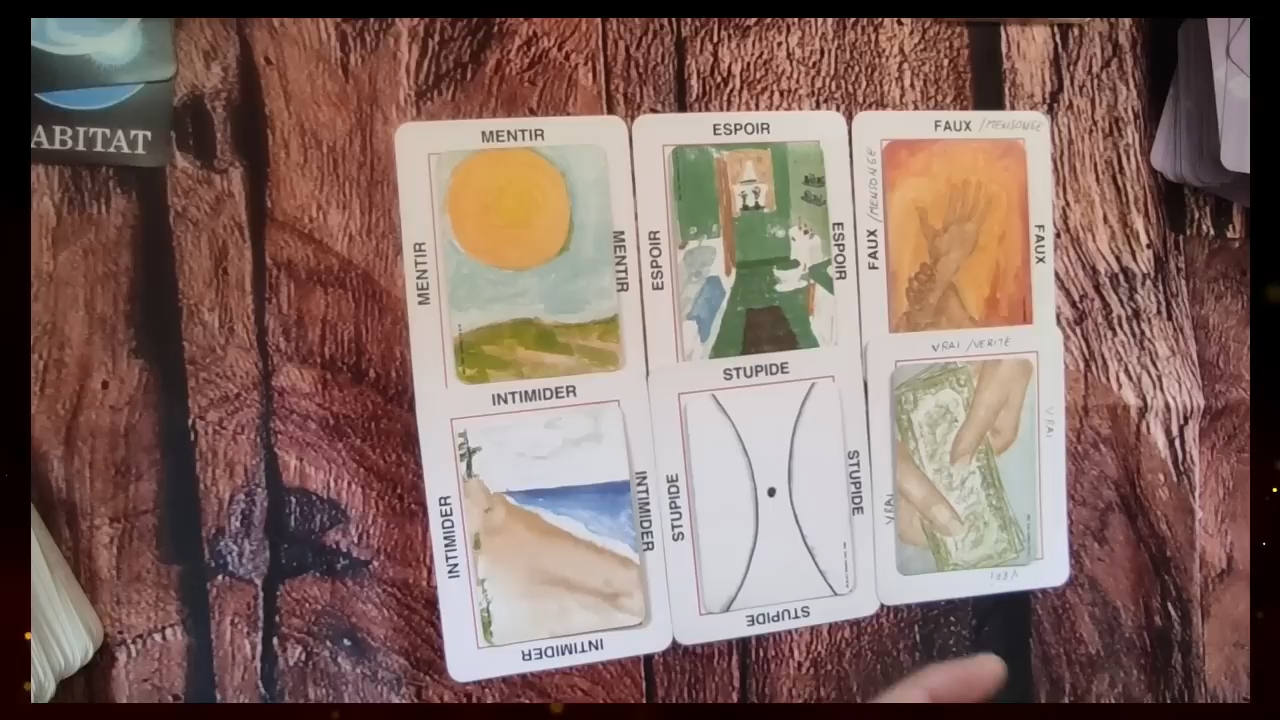 ABITAT
MENTIR
MENTIR
MENTIR
ESPOIR
ESPOIR
ESPOIR
FAUX /MENSONGE
FAUX /MENSONGE
FAUX
INTIMIDER
INTIMIDER
INTIMIDER
INTIMIDER
STUPIDE
STUPIDE
STUPIDE
STUPIDE
VRAI /VERITE
VRAI
VRAI
VRAI